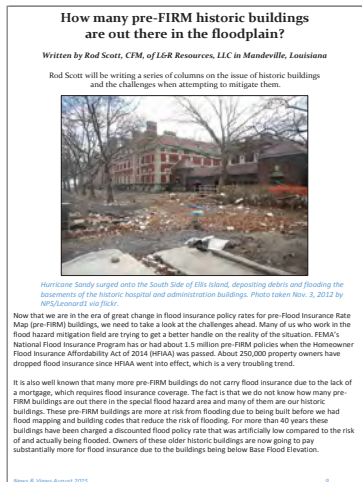 How many pre-FIRM historic buildings
are out there in the floodplain?
Written by Rod Scott, CFM, of L&R Resources, LLC in Mandeville, Louisiana
Rod Scott will be writing a series of columns on the issue of historic buildings
and the challenges when attempting to mitigate them.
Hurricane Sandy surged onto the South Side of Ellis Island, depositing debris and flooding the
basements of the historic hospital and administration buildings. Photo taken Nov. 3, 2012 by
NPS/Leonard1 via flickr.
Now that we are in the era of great change in flood insurance policy rates for pre-Flood Insurance Rate
Map (pre-FIRM) buildings, we need to take a look at the challenges ahead. Many of us who work in the
flood hazard mitigation field are trying to get a better handle on the reality of the situation. FEMA's
National Flood Insurance Program has or had about 1.5 million pre-FIRM policies when the Homeowner
Flood Insurance Affordability Act of 2014 (HFIAA) was passed. About 250,000 property owners have
dropped flood insurance since HFIAA went into effect, which is a very troubling trend.
It is also well known that many more pre-FIRM buildings do not carry flood insurance due to the lack of
a mortgage, which requires flood insurance coverage. The fact is that we do not know how many pre-
FIRM buildings are out there in the special flood hazard area and many of them are our historic
buildings. These pre-FIRM buildings are more at risk from flooding due to being built before we had
flood mapping and building codes that reduce the risk of flooding. For more than 40 years these
buildings have been charged a discounted flood policy rate that was artificially low compared to the risk
of and actually being flooded. Owners of these older historic buildings are now going to pay
substantially more for flood insurance due to the buildings being below Base Flood Elevation.
News & Views August 2015